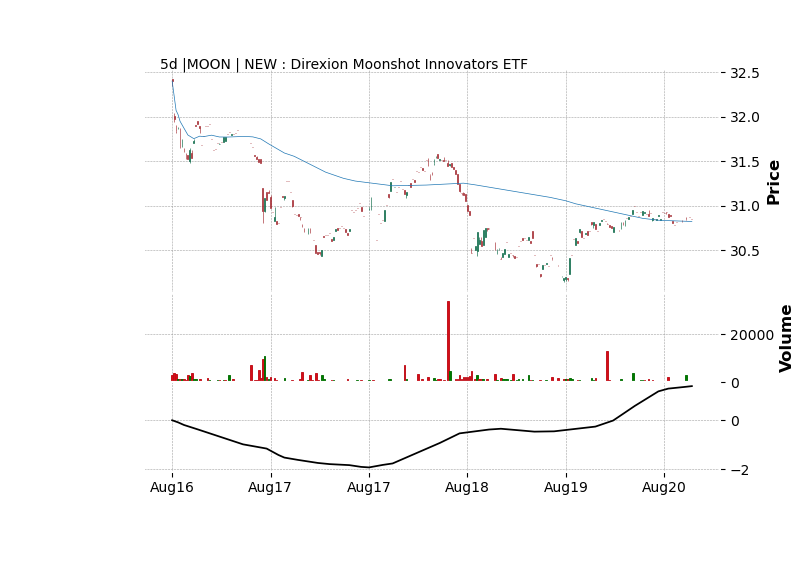 5d |MOON | NEW : Direxion Moonshot Innovators ETF
32.5
32.0
31.5
31.0
30.5
Price
20000
0
Volume
0
−2
Aug16 Aug17 Aug17 Aug18 Aug19 Aug20